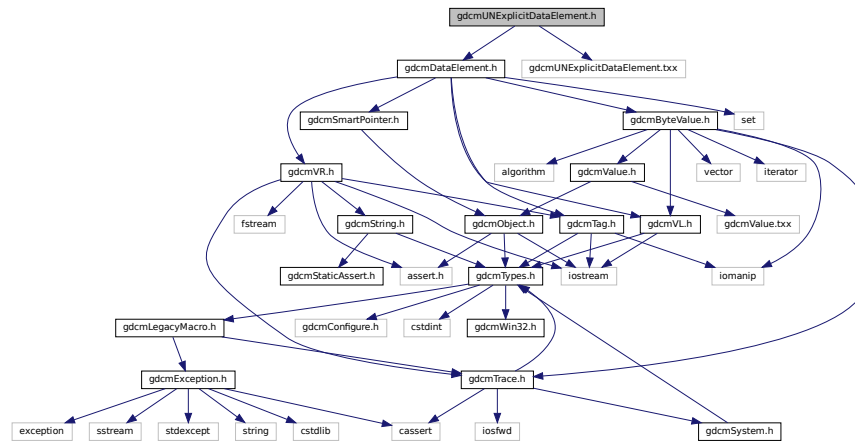 gdcmUNExplicitDataElement.h
gdcmDataElement.h
gdcmUNExplicitDataElement.txx
gdcmSmartPointer.h
gdcmByteValue.h
set
gdcmVR.h
algorithm
gdcmValue.h
vector
iterator
fstream
gdcmString.h
gdcmObject.h
gdcmTag.h
gdcmVL.h
gdcmValue.txx
gdcmStaticAssert.h
assert.h
gdcmTypes.h
iostream
iomanip
gdcmLegacyMacro.h
gdcmConfigure.h
cstdint
gdcmWin32.h
gdcmException.h
gdcmTrace.h
exception
sstream
stdexcept
string
cstdlib
cassert
iosfwd
gdcmSystem.h